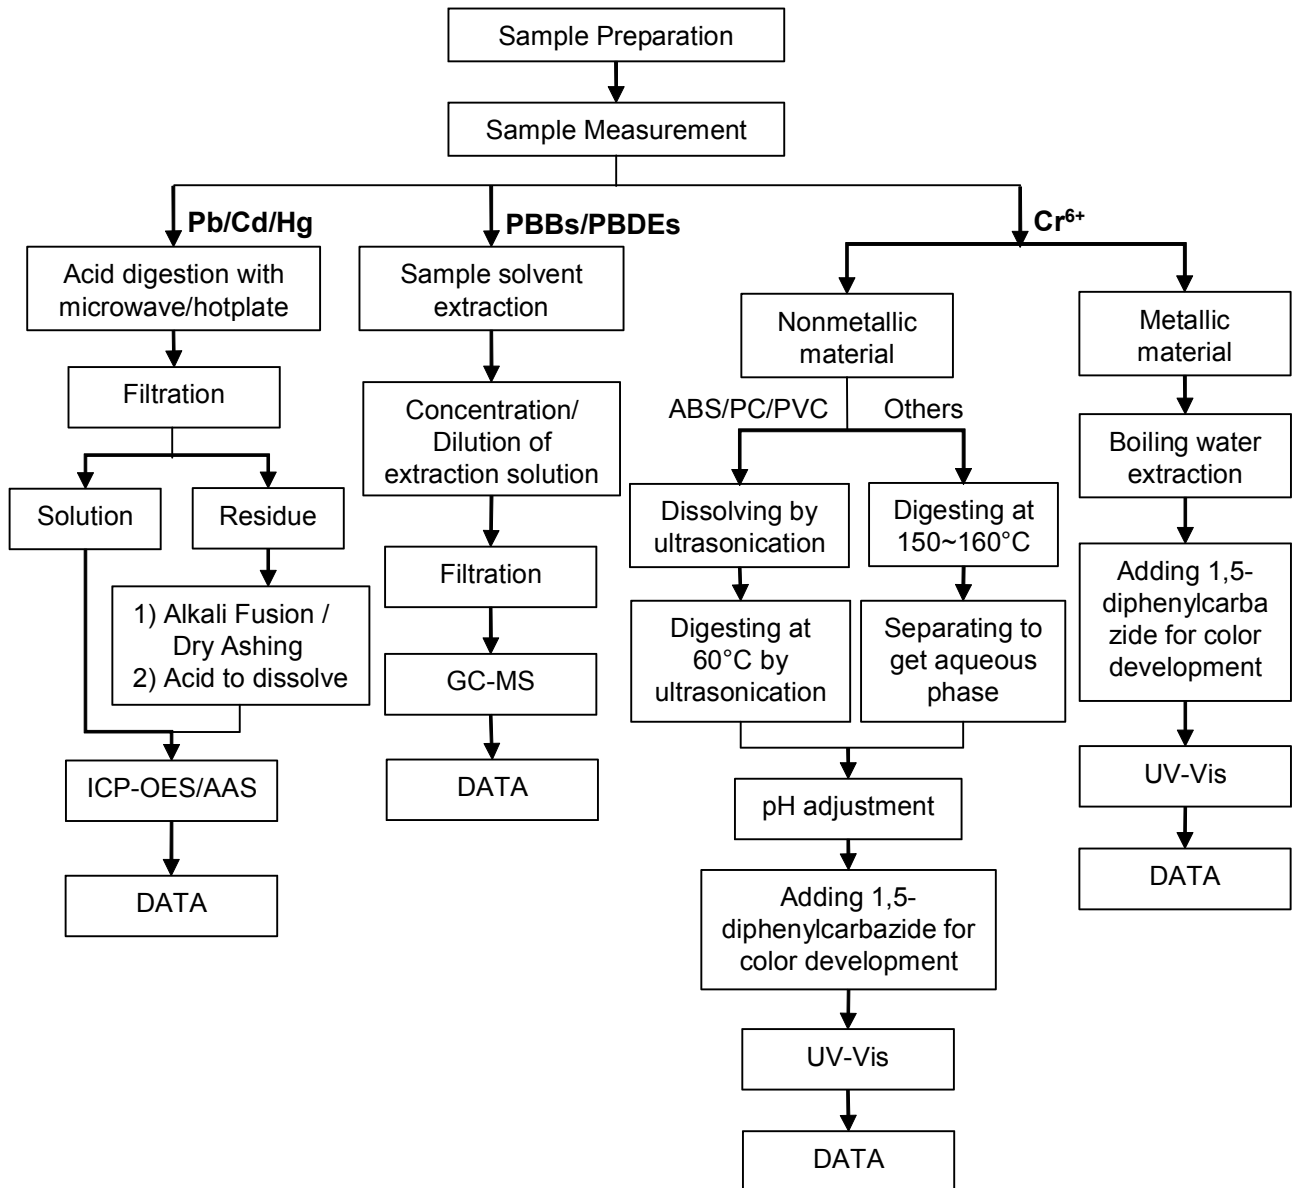 Sample Preparation
Sample Measurement
Pb/Cd/Hg
Acid digestion with
microwave/hotplate
Filtration
Solution
Residue
1) Alkali Fusion /
Dry Ashing
2) Acid to dissolve
ICP-OES/AAS
DATA
PBBs/PBDEs
Sample solvent
extraction
Concentration/
Dilution of
extraction solution
Filtration
GC-MS
DATA
Cr⁶⁺
Nonmetallic
material
ABS/PC/PVC
Others
Dissolving by
ultrasonication
Digesting at
60°C by
ultrasonication
Digesting at
150~160°C
Separating to
get aqueous
phase
pH adjustment
Adding 1,5-
diphenylcarbazide for
color development
UV-Vis
DATA
Metallic
material
Boiling water
extraction
Adding 1,5-
diphenylcarba
zide for color
development
UV-Vis
DATA